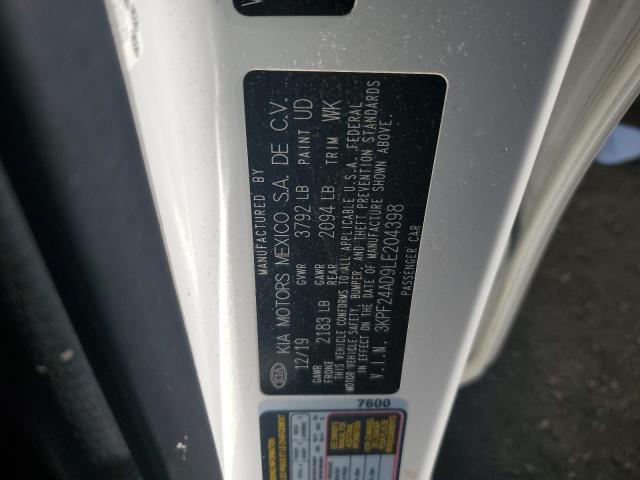 MANUFACTURED BY
KIA KIA MOTORS MEXICO S.A. DE C.V.
12/19 GVWR 3792 LB PAINT UD
GAWR FRONT 2183 LB GAWR REAR 2094 LB TRIM WK
THIS VEHICLE CONFORMS TO ALL APPLICABLE U.S.A. FEDERAL
MOTOR VEHICLE SAFETY, BUMPER, AND THEFT PREVENTION STANDARDS
IN EFFECT ON THE DATE OF MANUFACTURE SHOWN ABOVE.
V.I.N. 3KPF24AD9LE204398
PASSENGER CAR
7600